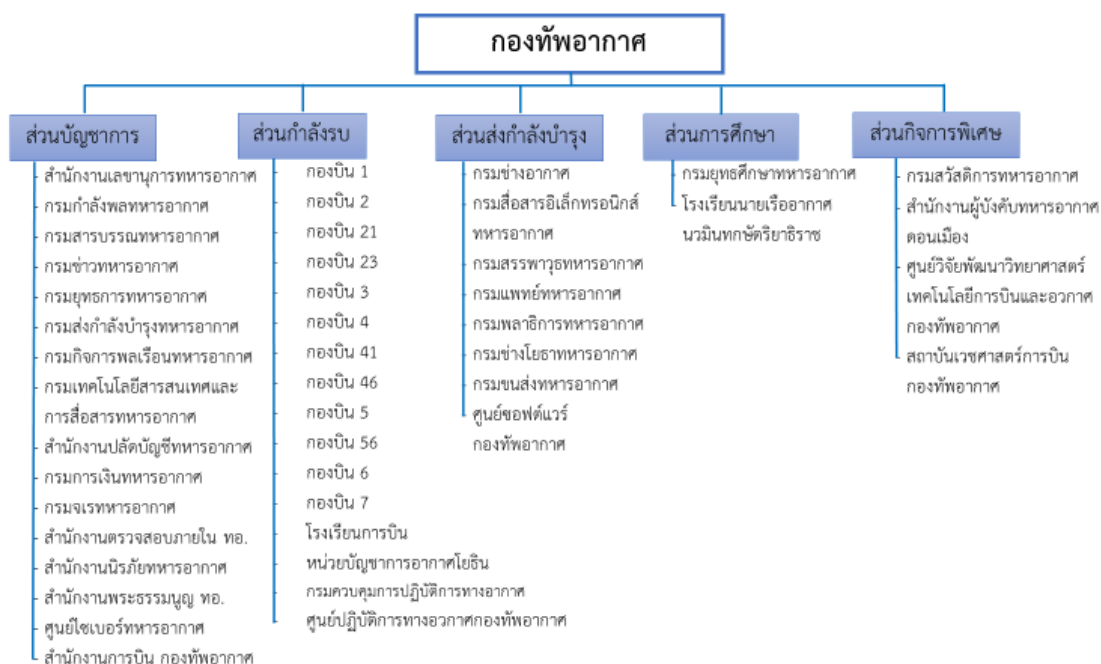 กองทัพอากาศ
ส่วนบัญชาการ
สำนักงานเลขานุการทหารอากาศ
กรมกำลังพลทหารอากาศ
กรมสารบรรณทหารอากาศ
กรมข่าวทหารอากาศ
กรมยุทธการทหารอากาศ
กรมส่งกำลังบำรุงทหารอากาศ
กรมกิจการพลเรือนทหารอากาศ
กรมเทคโนโลยีสารสนเทศและ
การสื่อสารทหารอากาศ
สำนักงานปลัดบัญชีทหารอากาศ
กรมการเงินทหารอากาศ
กรมจเรทหารอากาศ
สำนักงานตรวจสอบภายใน ทอ.
สำนักงานนิรภัยทหารอากาศ
สำนักงานพระธรรมนูญ ทอ.
ศูนย์ไซเบอร์ทหารอากาศ
สำนักงานการบิน กองทัพอากาศ
ส่วนกำลังรบ
กองบิน 1
กองบิน 2
กองบิน 21
กองบิน 23
กองบิน 3
กองบิน 4
กองบิน 41
กองบิน 46
กองบิน 5
กองบิน 56
กองบิน 6
กองบิน 7
โรงเรียนการบิน
หน่วยบัญชาการอากาศโยธิน
กรมควบคุมการปฏิบัติการทางอากาศ
ศูนย์ปฏิบัติการทางอวกาศกองทัพอากาศ
ส่วนส่งกำลังบำรุง
กรมช่างอากาศ
กรมสื่อสารอิเล็กทรอนิกส์
ทหารอากาศ
กรมสรรพาวุธทหารอากาศ
กรมแพทย์ทหารอากาศ
กรมพลาธิการทหารอากาศ
กรมช่างโยธาทหารอากาศ
กรมขนส่งทหารอากาศ
ศูนย์ซอฟต์แวร์
กองทัพอากาศ
ส่วนการศึกษา
กรมยุทธศึกษาทหารอากาศ
โรงเรียนนายเรืออากาศ
นวมินทกษัตริยาธิราช
ส่วนกิจการพิเศษ
กรมสวัสดิการทหารอากาศ
สำนักงานผู้บังคับทหารอากาศ
ดอนเมือง
ศูนย์วิจัยพัฒนาวิทยาศาสตร์
เทคโนโลยีการบินและอวกาศ
กองทัพอากาศ
สถาบันเวชศาสตร์การบิน
กองทัพอากาศ